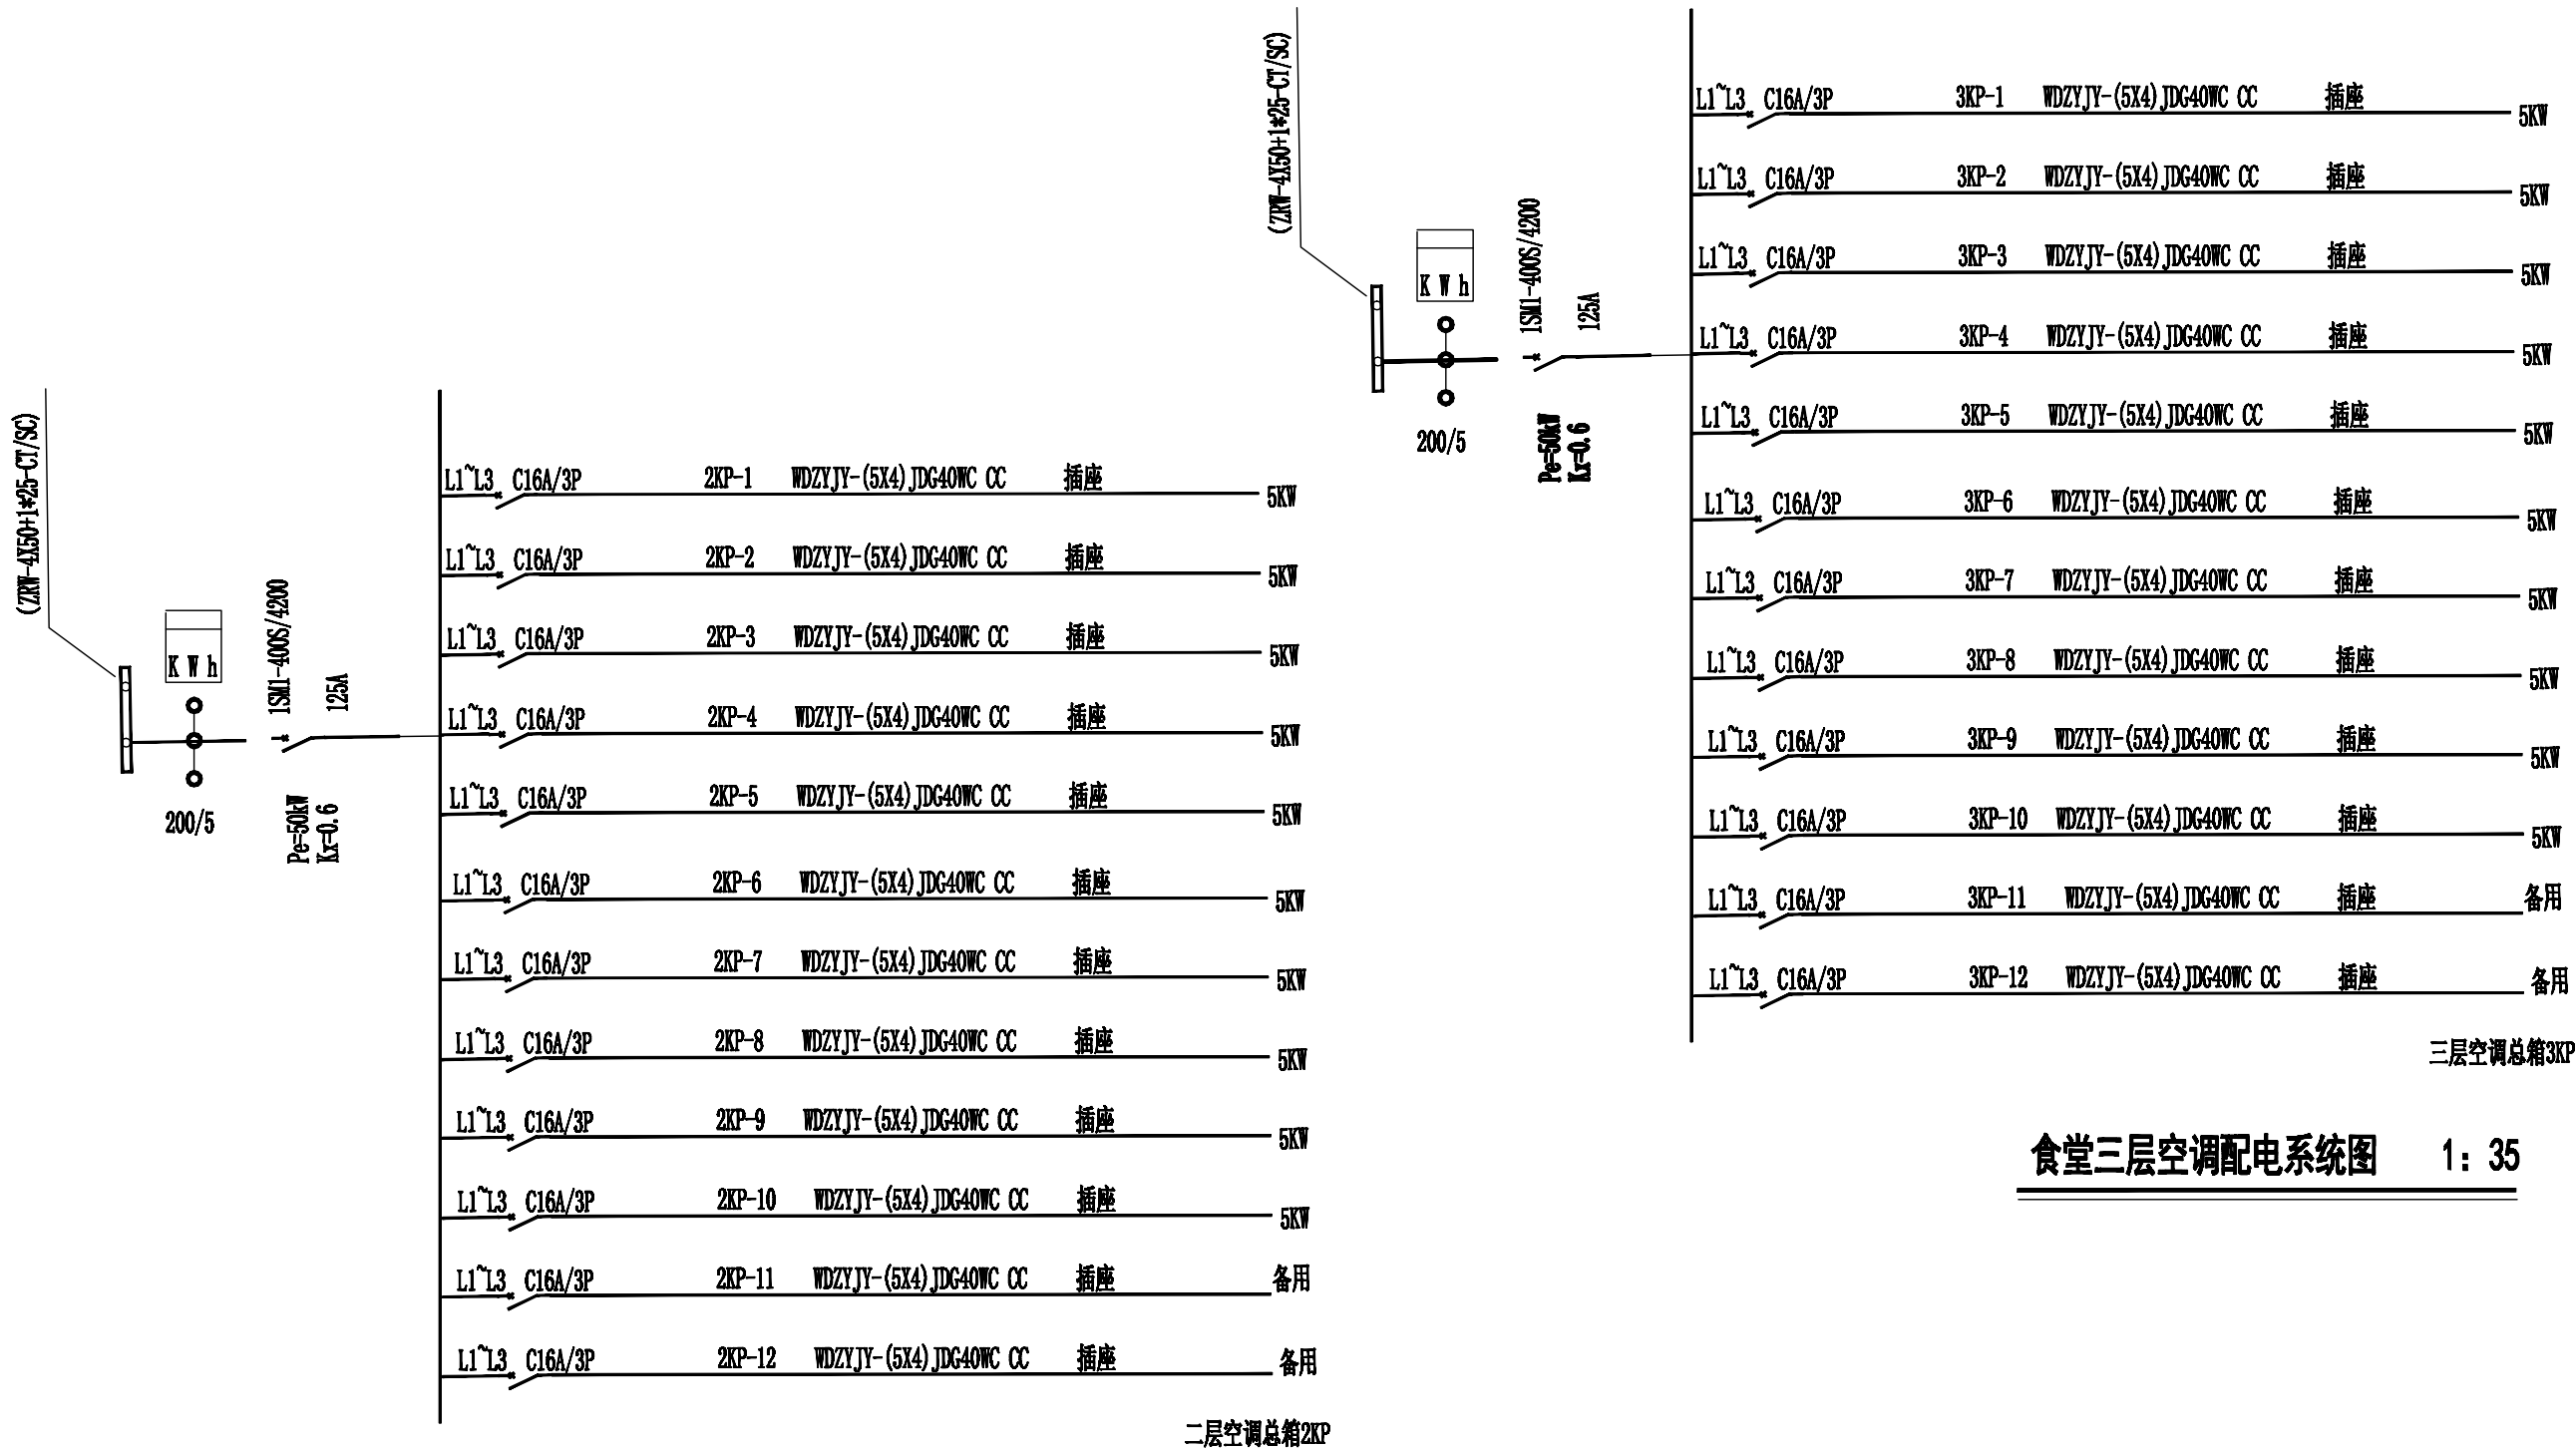 (ZRW-4X50+1*25-CT/SC)
K W h
200/5
1SM1-400S/4200
125A
Pe=50kW
Kx=0.6
L1~L3 C16A/3P 2KP-1 WDZYJY-(5X4)JDG40WC CC 插座 5KW
L1~L3 C16A/3P 2KP-2 WDZYJY-(5X4)JDG40WC CC 插座 5KW
L1~L3 C16A/3P 2KP-3 WDZYJY-(5X4)JDG40WC CC 插座 5KW
L1~L3 C16A/3P 2KP-4 WDZYJY-(5X4)JDG40WC CC 插座 5KW
L1~L3 C16A/3P 2KP-5 WDZYJY-(5X4)JDG40WC CC 插座 5KW
L1~L3 C16A/3P 2KP-6 WDZYJY-(5X4)JDG40WC CC 插座 5KW
L1~L3 C16A/3P 2KP-7 WDZYJY-(5X4)JDG40WC CC 插座 5KW
L1~L3 C16A/3P 2KP-8 WDZYJY-(5X4)JDG40WC CC 插座 5KW
L1~L3 C16A/3P 2KP-9 WDZYJY-(5X4)JDG40WC CC 插座 5KW
L1~L3 C16A/3P 2KP-10 WDZYJY-(5X4)JDG40WC CC 插座 5KW
L1~L3 C16A/3P 2KP-11 WDZYJY-(5X4)JDG40WC CC 插座 备用
L1~L3 C16A/3P 2KP-12 WDZYJY-(5X4)JDG40WC CC 插座 备用
二层空调总箱2KP
(ZRW-4X50+1*25-CT/SC)
K W h
200/5
1SM1-400S/4200
125A
Pe=50kW
Kx=0.6
L1~L3 C16A/3P 3KP-1 WDZYJY-(5X4)JDG40WC CC 插座 5KW
L1~L3 C16A/3P 3KP-2 WDZYJY-(5X4)JDG40WC CC 插座 5KW
L1~L3 C16A/3P 3KP-3 WDZYJY-(5X4)JDG40WC CC 插座 5KW
L1~L3 C16A/3P 3KP-4 WDZYJY-(5X4)JDG40WC CC 插座 5KW
L1~L3 C16A/3P 3KP-5 WDZYJY-(5X4)JDG40WC CC 插座 5KW
L1~L3 C16A/3P 3KP-6 WDZYJY-(5X4)JDG40WC CC 插座 5KW
L1~L3 C16A/3P 3KP-7 WDZYJY-(5X4)JDG40WC CC 插座 5KW
L1~L3 C16A/3P 3KP-8 WDZYJY-(5X4)JDG40WC CC 插座 5KW
L1~L3 C16A/3P 3KP-9 WDZYJY-(5X4)JDG40WC CC 插座 5KW
L1~L3 C16A/3P 3KP-10 WDZYJY-(5X4)JDG40WC CC 插座 5KW
L1~L3 C16A/3P 3KP-11 WDZYJY-(5X4)JDG40WC CC 插座 备用
L1~L3 C16A/3P 3KP-12 WDZYJY-(5X4)JDG40WC CC 插座 备用
三层空调总箱3KP
食堂三层空调配电系统图 1: 35